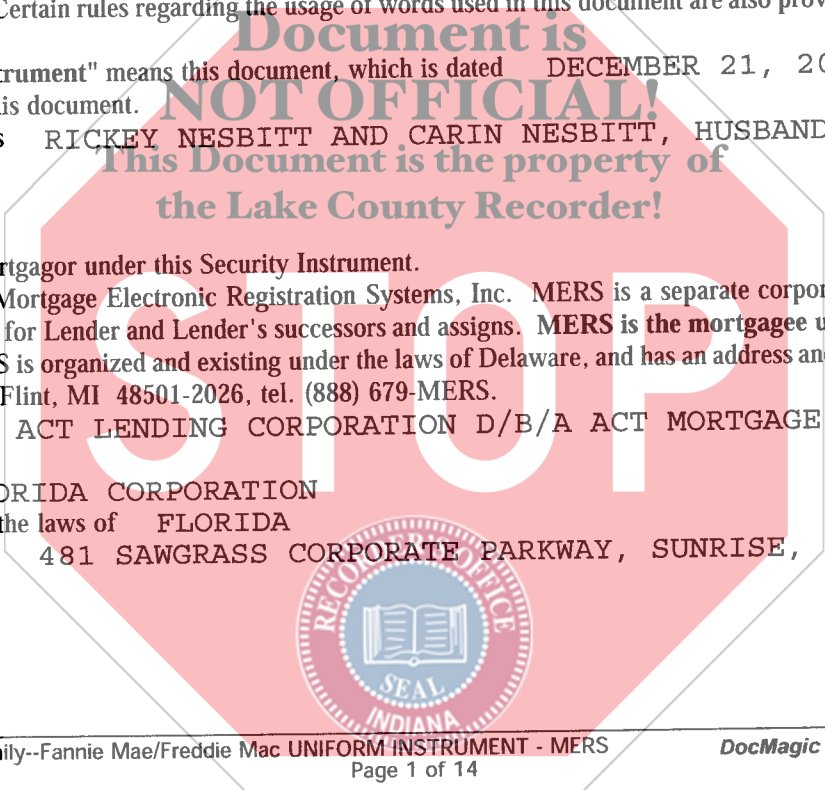 Certain rules regarding the usage of words used in this document are also prov
Document is
trument" means this document, which is dated DECEMBER 21, 20
is document.
NOT OFFICIAL!
s RICKEY NESBITT AND CARIN NESBITT, HUSBAND
This Document is the property of
the Lake County Recorder!
rtgagor under this Security Instrument.
Mortgage Electronic Registration Systems, Inc. MERS is a separate corpor
for Lender and Lender's successors and assigns. MERS is the mortgagee u
S is organized and existing under the laws of Delaware, and has an address and
Flint, MI 48501-2026, tel. (888) 679-MERS.
STOP
ACT LENDING CORPORATION D/B/A ACT MORTGAGE
ORIDA CORPORATION
the laws of FLORIDA
481 SAWGRASS CORPORATE PARKWAY, SUNRISE,
RECORDER'S OFFICE
SEAL
INDIANA
ily--Fannie Mae/Freddie Mac UNIFORM INSTRUMENT - MERS DocMagic
Page 1 of 14